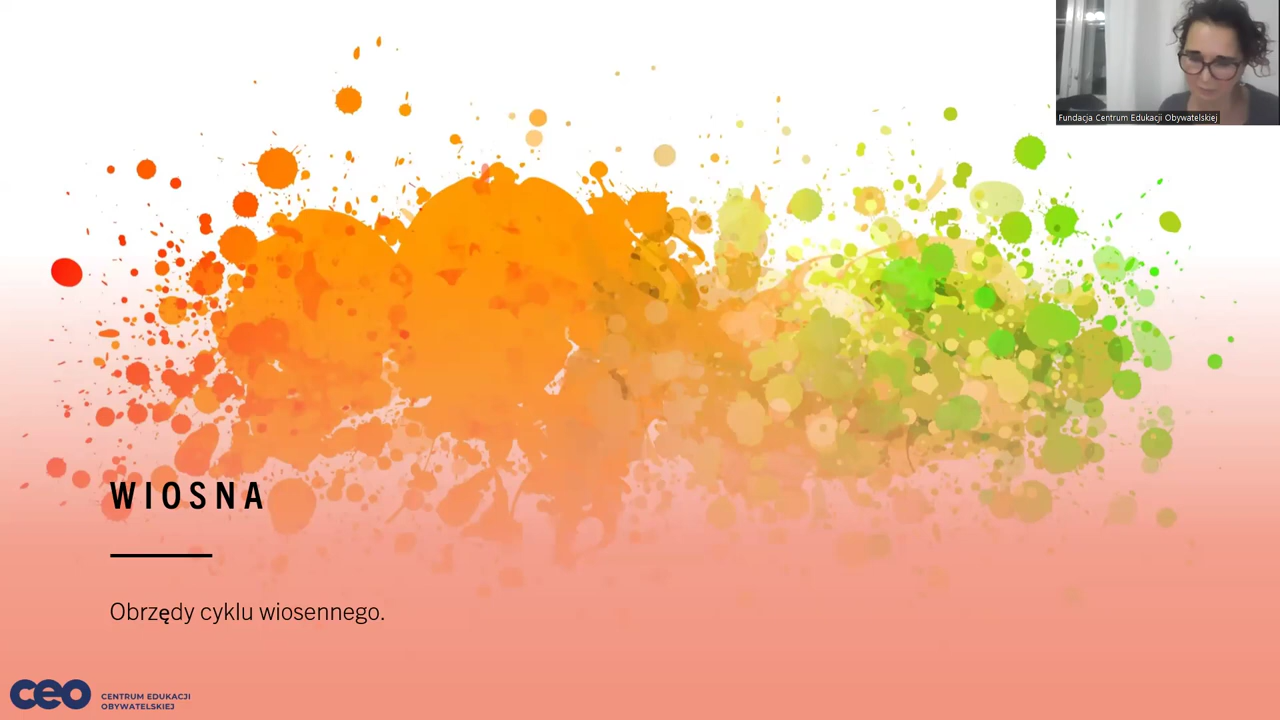 Fundacja Centrum Edukacji Obywatelskiej
WIOSNA
Obrzędy cyklu wiosennego.
ceo CENTRUM EDUKACJI
OBYWATELSKIEJ